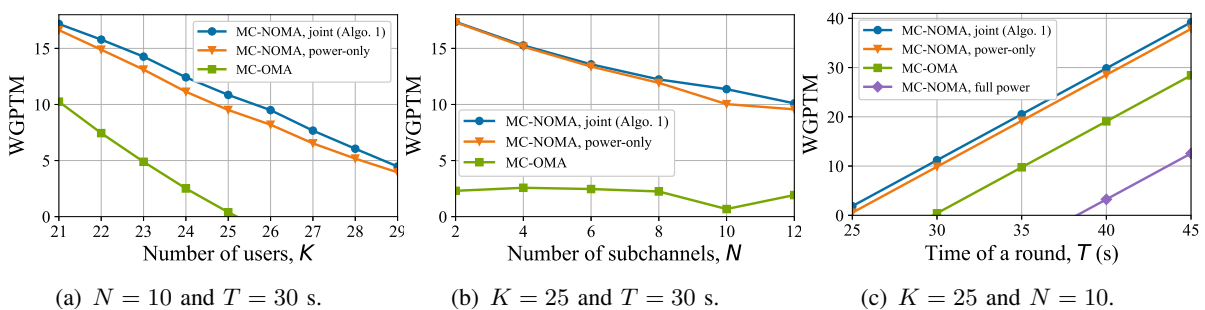 WGPTM
15
10
5
0
MC-NOMA, joint (Algo. 1)
MC-NOMA, power-only
MC-OMA
21 22 23 24 25 26 27 28 29
Number of users, K
(a) N = 10 and T = 30 s.
WGPTM
15
10
5
0
MC-NOMA, joint (Algo. 1)
MC-NOMA, power-only
MC-OMA
2 4 6 8 10 12
Number of subchannels, N
(b) K = 25 and T = 30 s.
WGPTM
40
30
20
10
0
MC-NOMA, joint (Algo. 1)
MC-NOMA, power-only
MC-OMA
MC-NOMA, full power
25 30 35 40 45
Time of a round, T (s)
(c) K = 25 and N = 10.